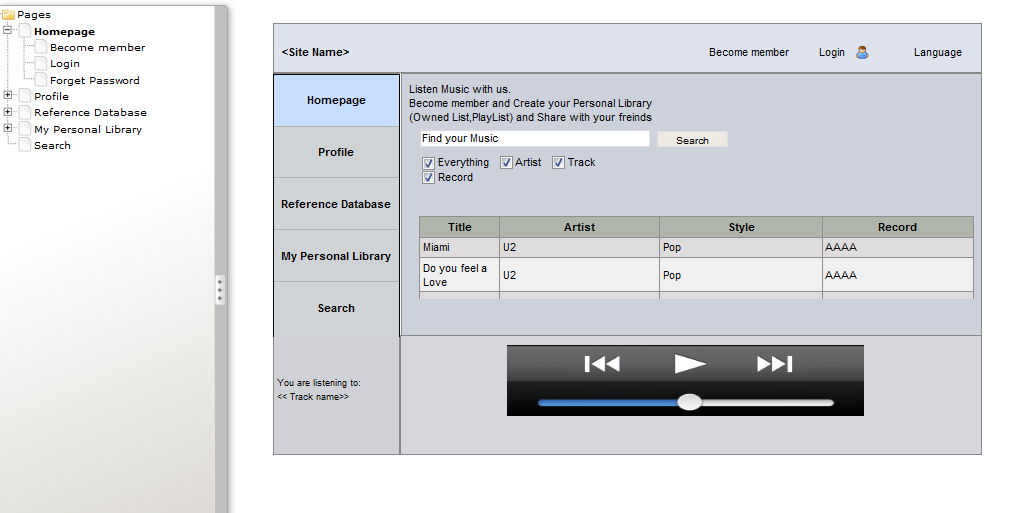 Pages
Homepage
Become member
Login
Forget Password
Profile
Reference Database
My Personal Library
Search
<Site Name> Become member Login Language
Homepage
Profile
Reference Database
My Personal Library
Search
You are listening to:
<< Track name>>
Listen Music with us.
Become member and Create your Personal Library
(Owned List,PlayList) and Share with your freinds
Find your Music Search
Everything Artist Track
Record
Title Artist Style Record
Miami U2 Pop AAAA
Do you feel a
Love U2 Pop AAAA